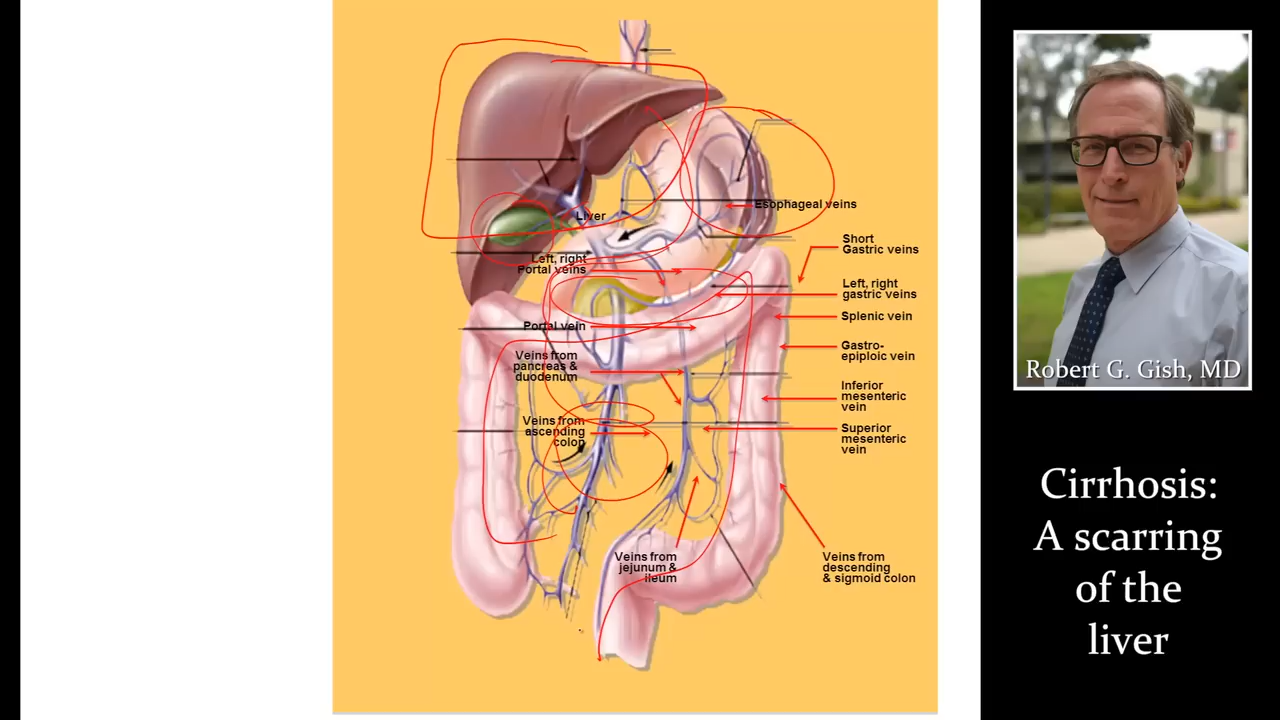 Esophageal veins
Liver
Short
Gastric veins
Left, right
Portal veins
Left, right
gastric veins
Splenic vein
Portal vein
Gastro-
epiploic vein
Veins from
pancreas &
duodenum
Inferior
mesenteric
vein
Veins from
ascending
colon
Superior
mesenteric
vein
Veins from
jejunum &
ileum
Veins from
descending
& sigmoid colon
Robert G. Gish, MD
Cirrhosis:
A scarring
of the
liver